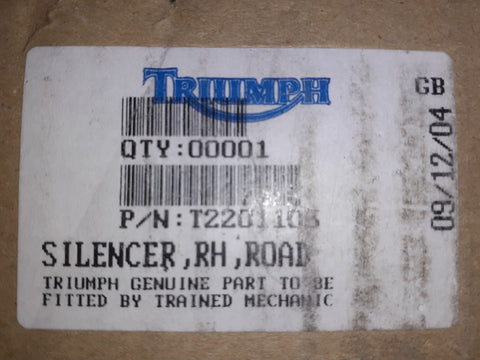 TRIUMPH
GB
QTY:00001
P/N:T2201103
SILENCER,RH,ROAD
TRIUMPH GENUINE PART TO BE
FITTED BY TRAINED MECHANIC
09/12/04